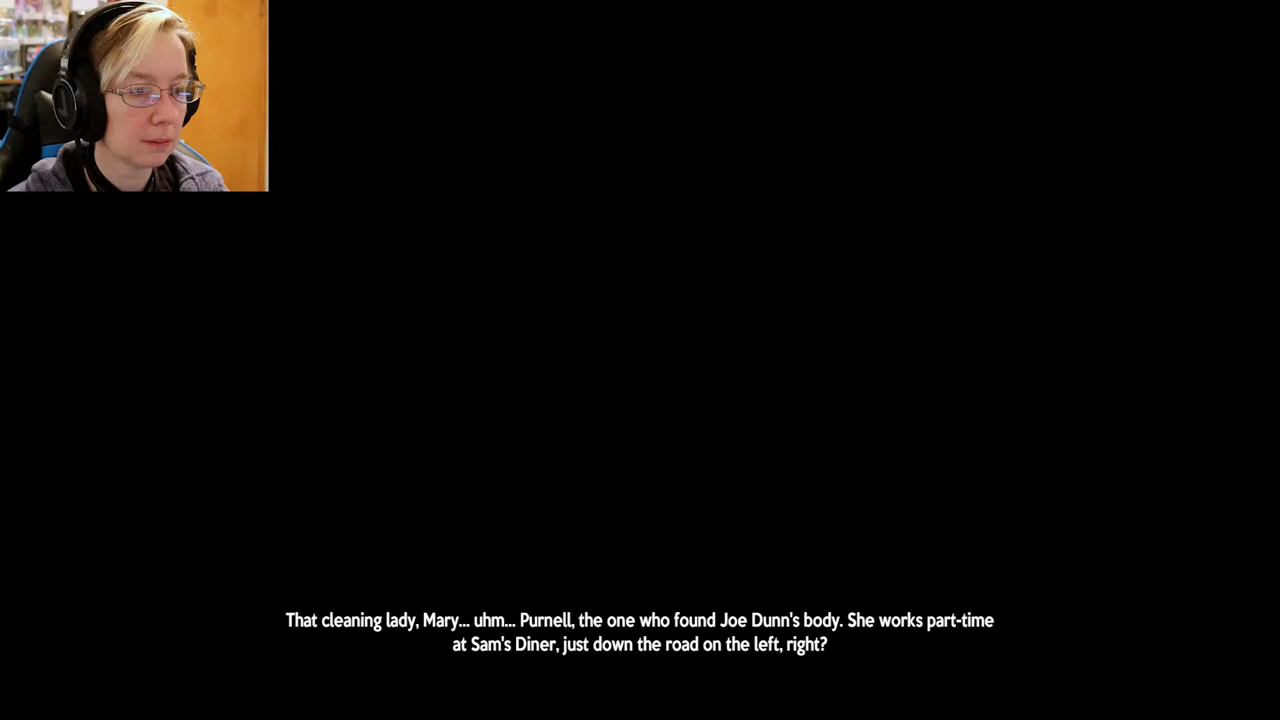 That cleaning lady, Mary... uhm... Purnell, the one who found Joe Dunn's body. She works part-time
at Sam's Diner, just down the road on the left, right?